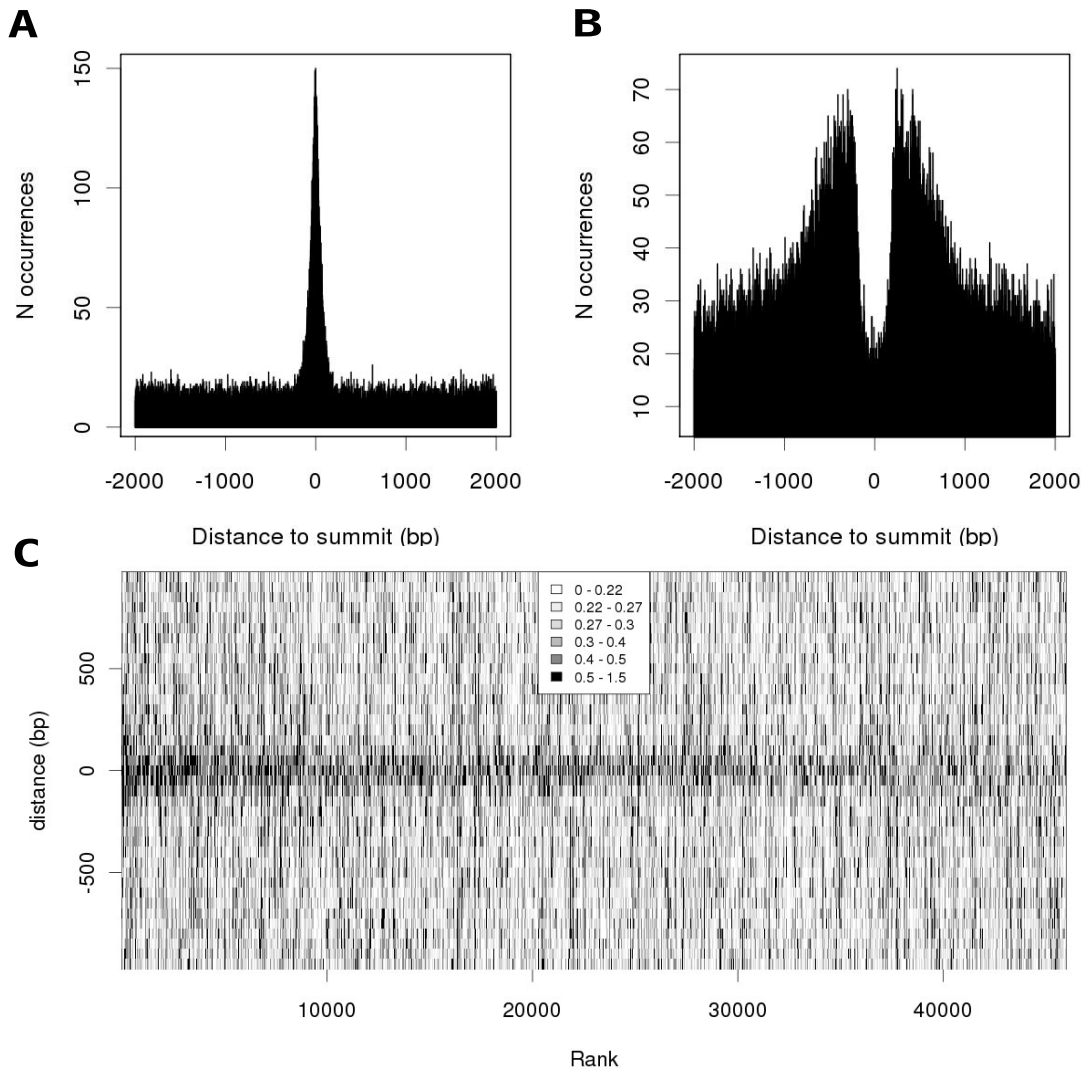 A
150
100
50
0
N occurrences
-2000 -1000 0 1000 2000
Distance to summit (bp)
B
70
60
50
40
30
20
10
N occurrences
-2000 -1000 0 1000 2000
Distance to summit (bp)
C
0 - 0.22
0.22 - 0.27
0.27 - 0.3
0.3 - 0.4
0.4 - 0.5
0.5 - 1.5
500
0
-500
distance (bp)
10000 20000 30000 40000
Rank